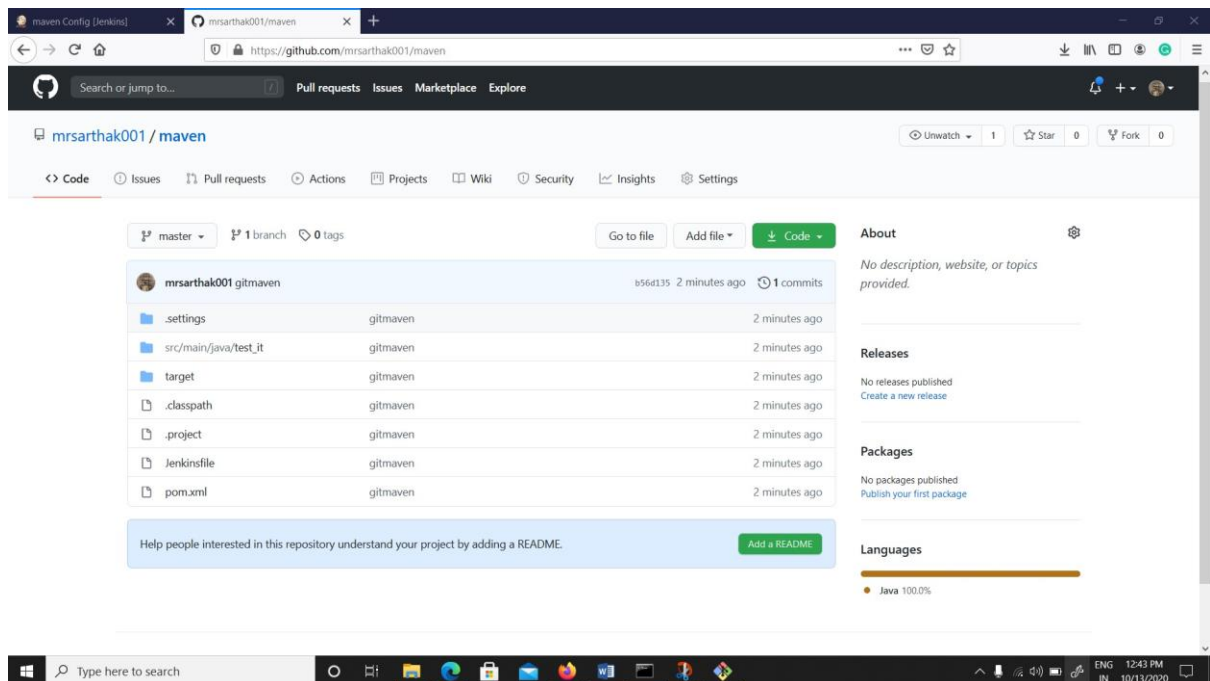 maven Config [Jenkins]
mrsarthak001/maven
https://github.com/mrsarthak001/maven
Search or jump to...
/
Pull requests Issues Marketplace Explore
mrsarthak001 / maven
Unwatch 1
Star 0
Fork 0
<> Code
Issues
Pull requests
Actions
Projects
Wiki
Security
Insights
Settings
master
1 branch
0 tags
Go to file
Add file
Code
mrsarthak001 gitmaven
b56d135 2 minutes ago 1 commits
.settings gitmaven 2 minutes ago
src/main/java/test_it gitmaven 2 minutes ago
target gitmaven 2 minutes ago
.classpath gitmaven 2 minutes ago
.project gitmaven 2 minutes ago
Jenkinsfile gitmaven 2 minutes ago
pom.xml gitmaven 2 minutes ago
Help people interested in this repository understand your project by adding a README.
Add a README
About
No description, website, or topics
provided.
Releases
No releases published
Create a new release
Packages
No packages published
Publish your first package
Languages
Java 100.0%
Type here to search
ENG 12:43 PM
IN 10/13/2020